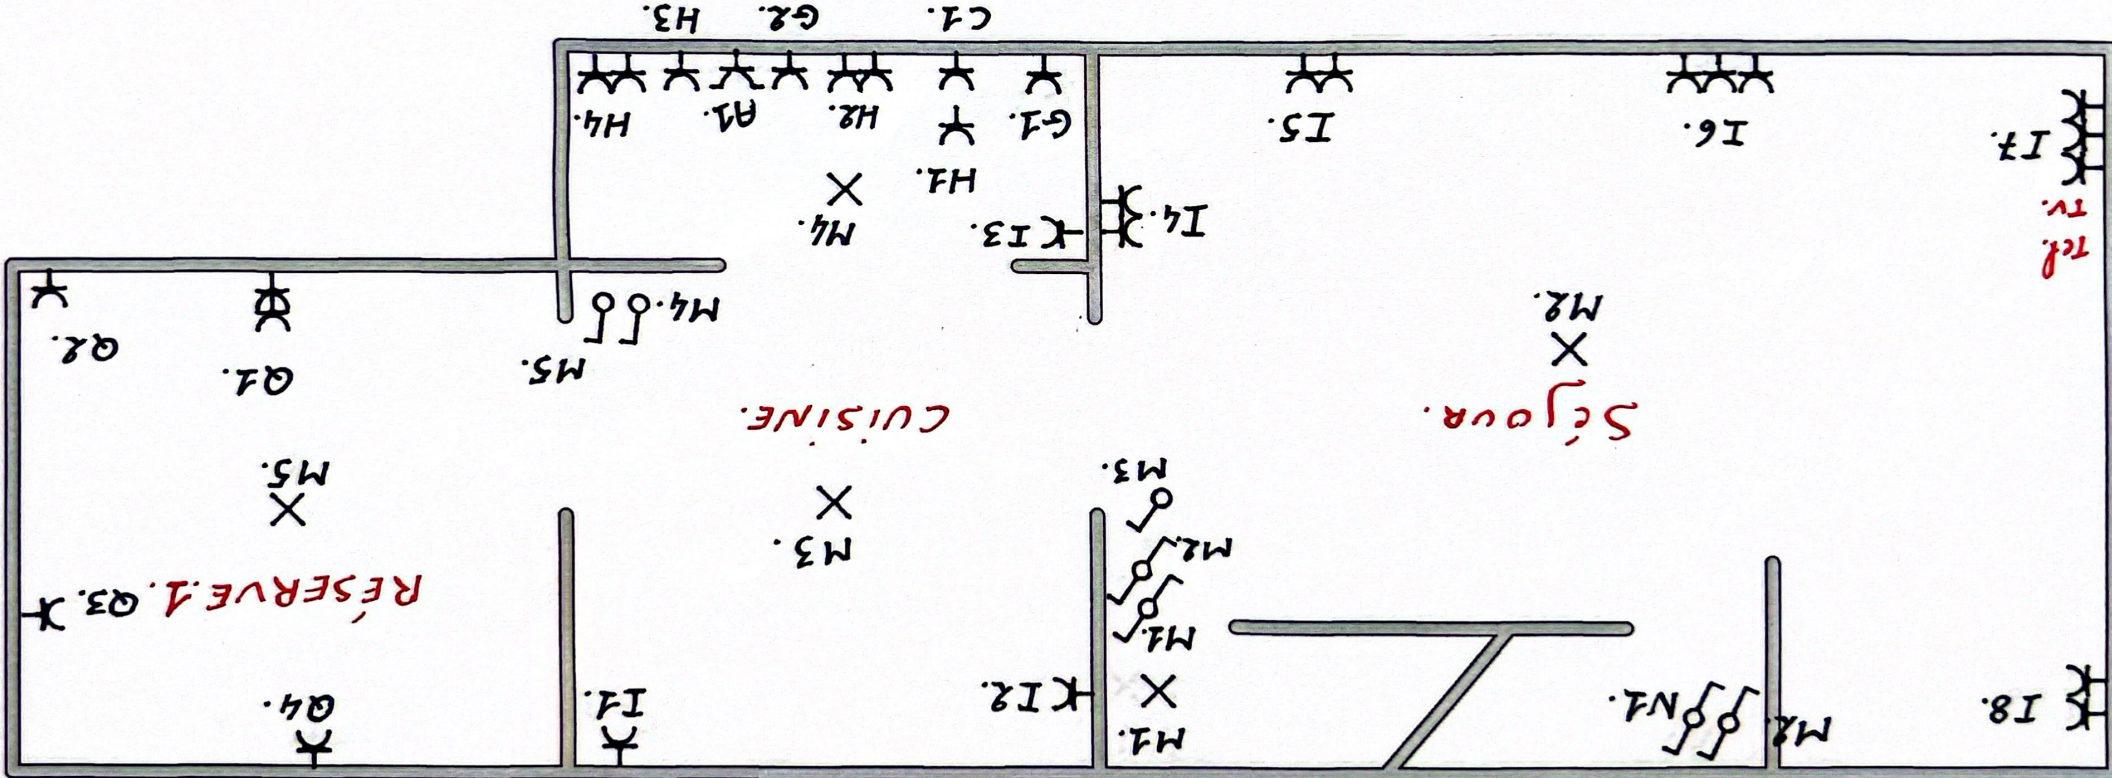 M1.
I8.
M2.
N1.
I2.
I1.
Q4.
M1.
Q3.
RÉSERVE.1.
M2.
M3.
M3.
M5.
Séjour.
CUISINE.
Q1.
M5.
Q2.
M2.
M4.
Tél.
TV.
I4.
I3.
M4.
H1.
I7.
I6.
I5.
G1.
H2.
A1.
H4.
C1.
G2.
H3.